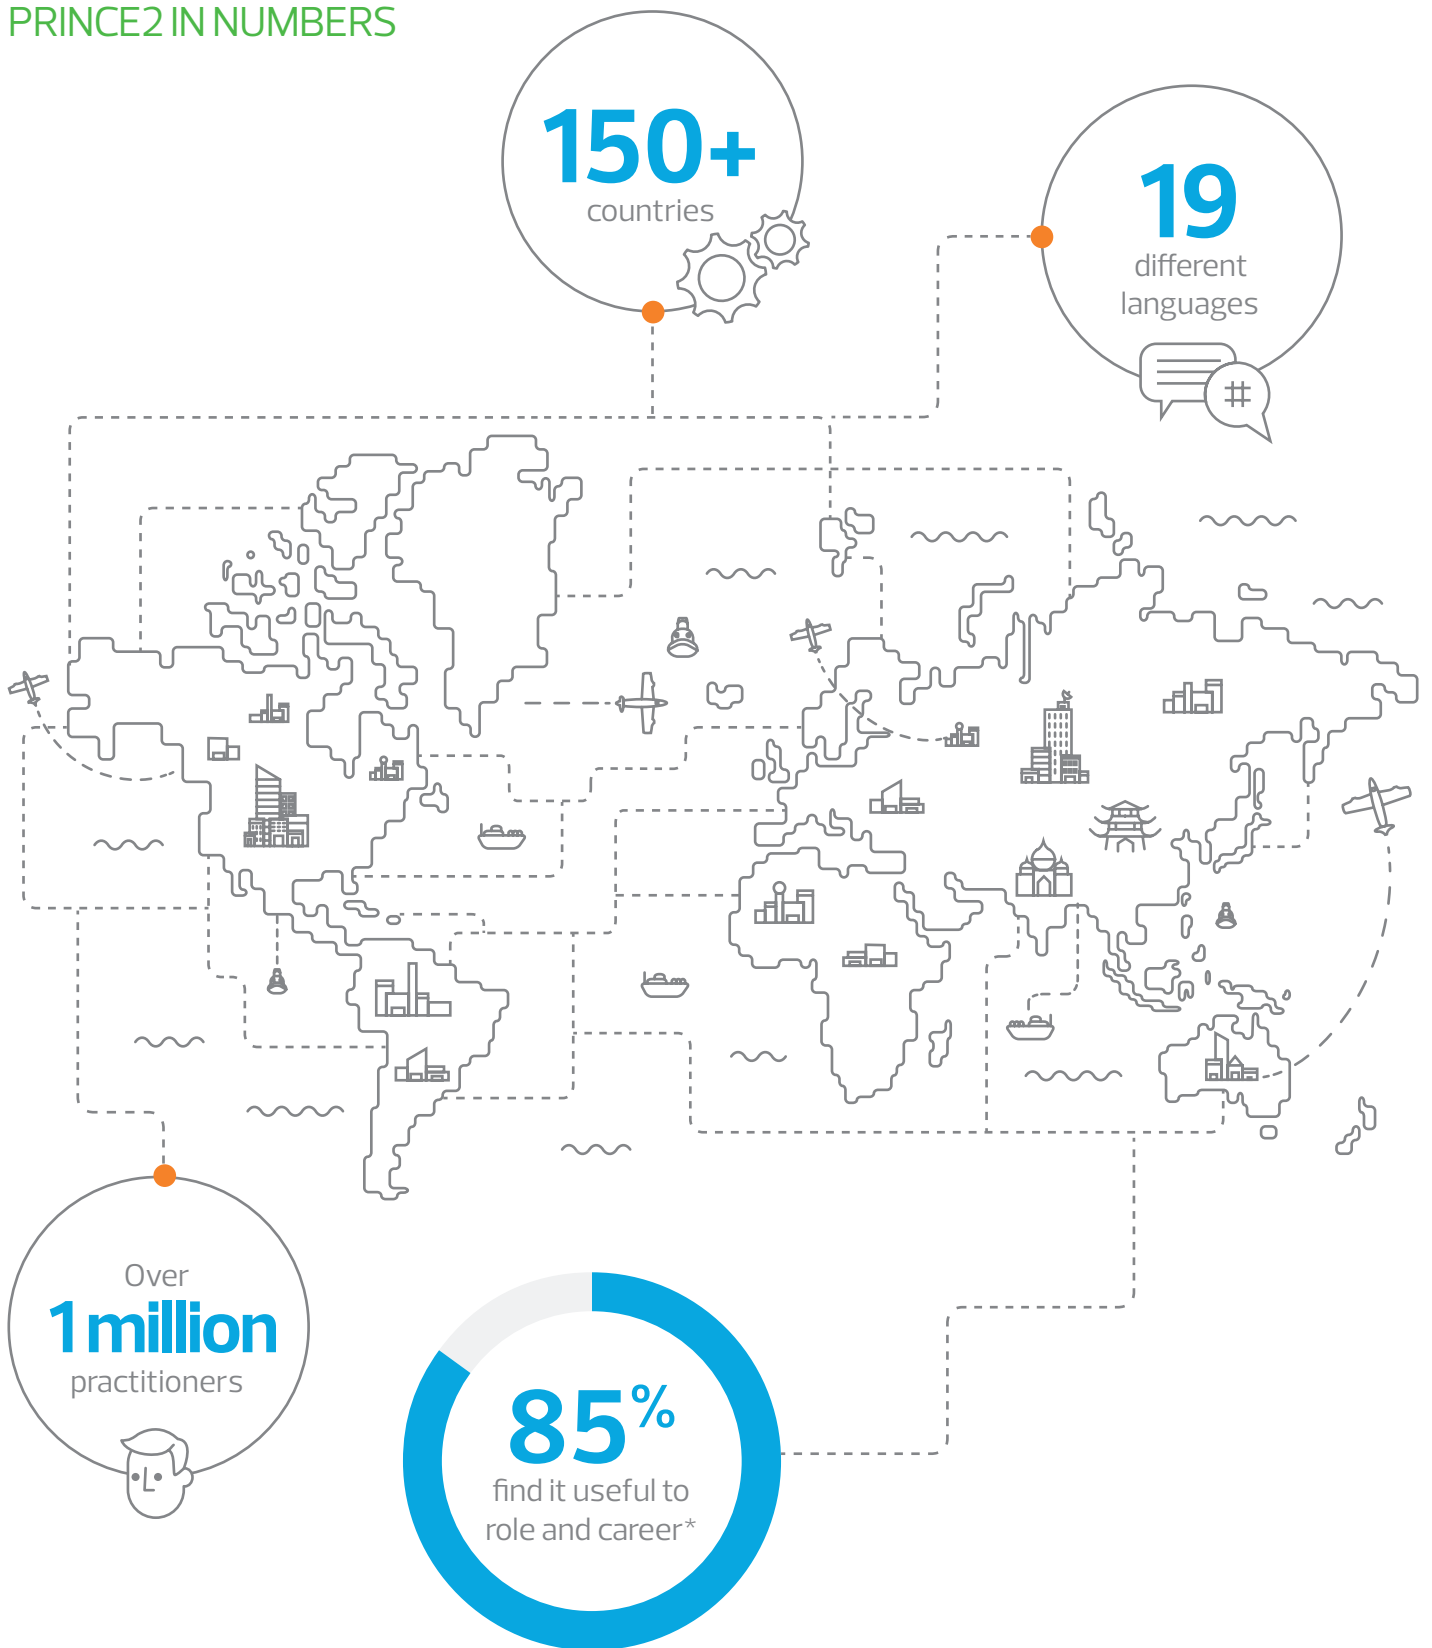 PRINCE2 IN NUMBERS
150+
countries
19
different
languages
#
Over
1 million
practitioners
85%
find it useful to
role and career*